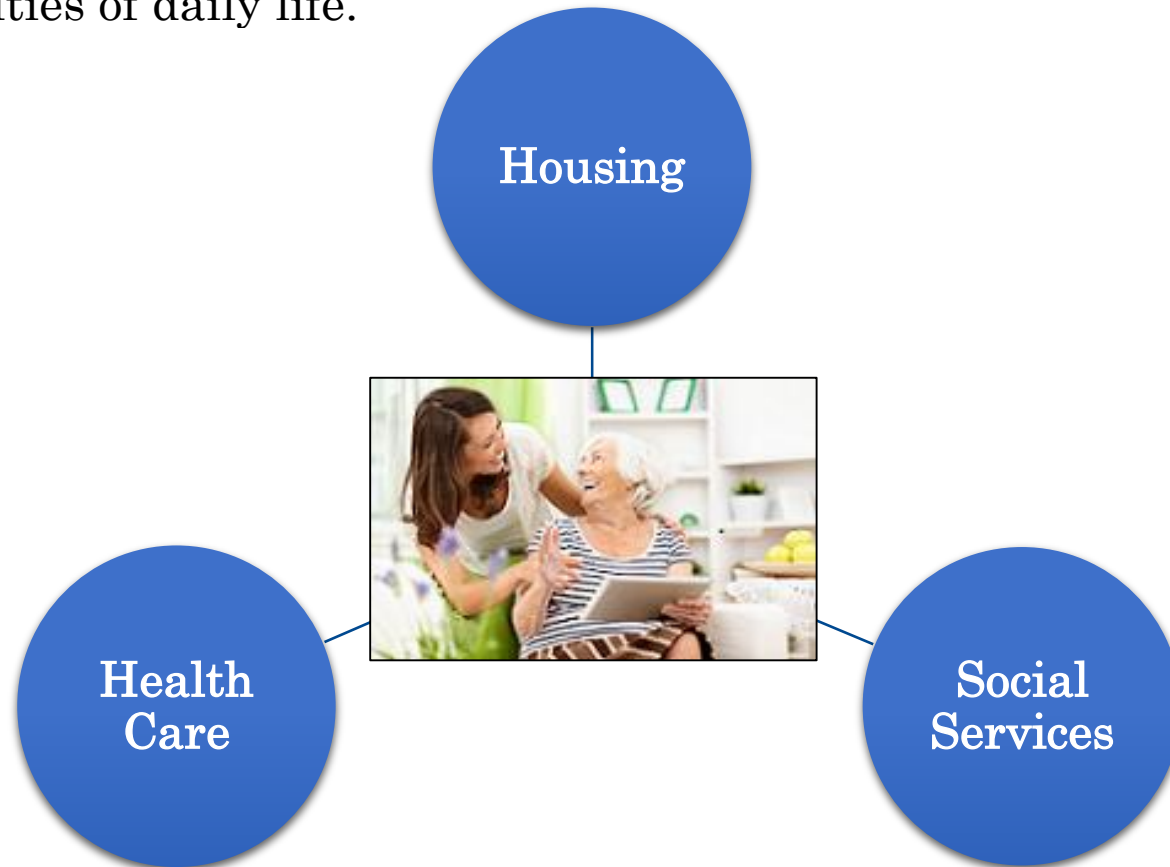 of daily life.
Housing
Health
Care
Social
Services